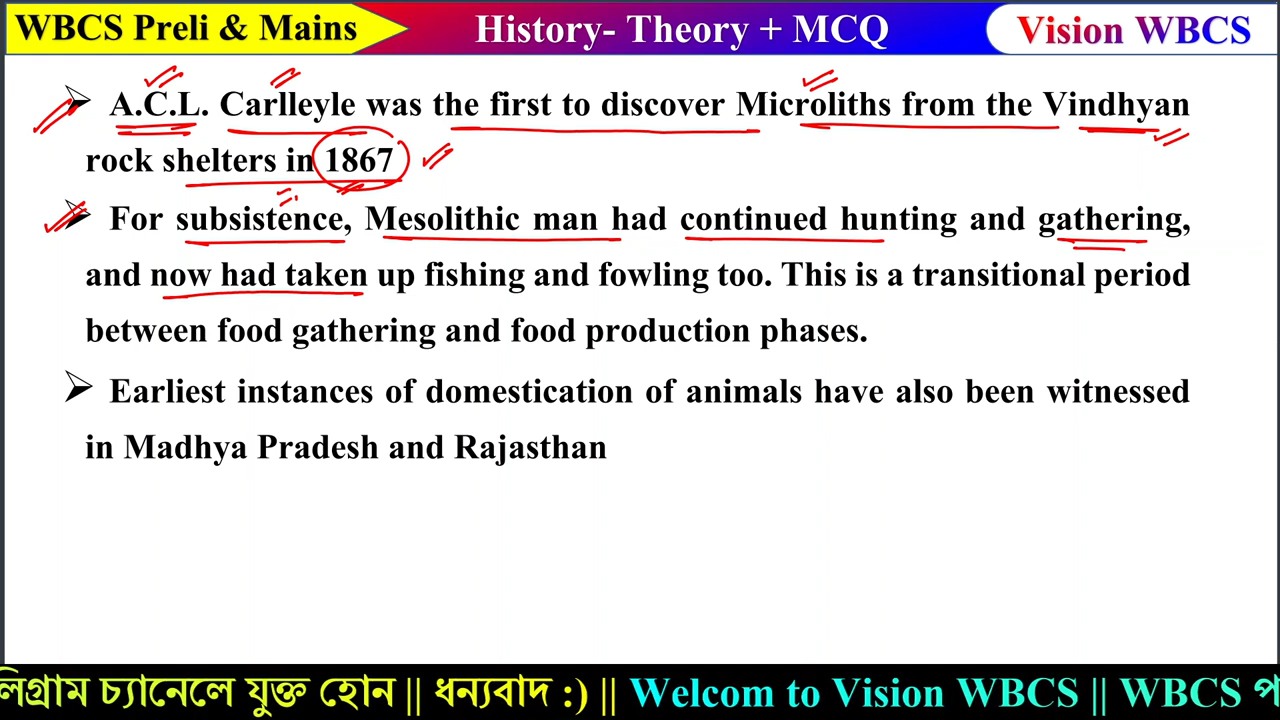 WBCS Preli & Mains
History- Theory + MCQ
Vision WBCS
A.C.L. Carlleyle was the first to discover Microliths from the Vindhyan
rock shelters in 1867
For subsistence, Mesolithic man had continued hunting and gathering,
and now had taken up fishing and fowling too. This is a transitional period
between food gathering and food production phases.
Earliest instances of domestication of animals have also been witnessed
in Madhya Pradesh and Rajasthan
লিগ্রাম চ্যানেলে যুক্ত হোন || ধন্যবাদ :) || Welcom to Vision WBCS || WBCS প